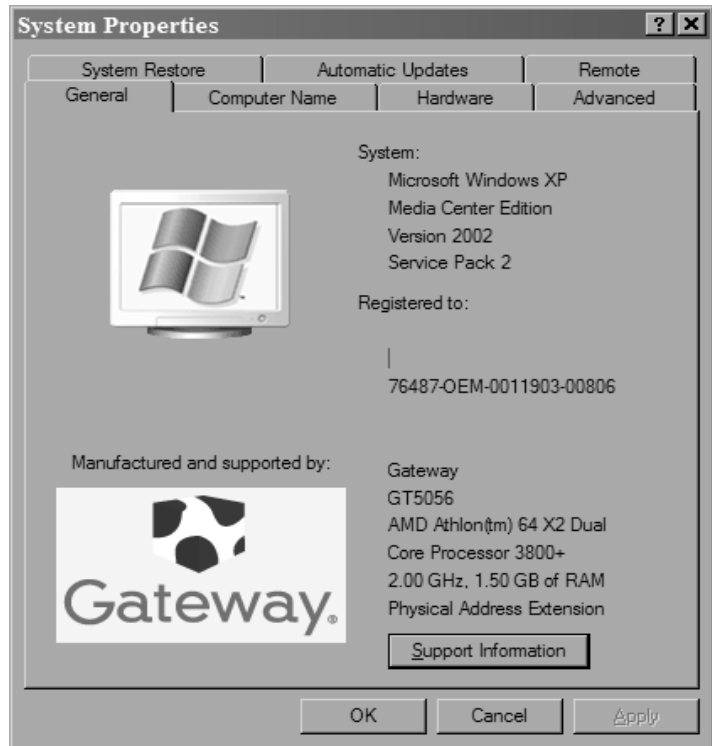 System Properties
? X
System Restore
Automatic Updates
Remote
General
Computer Name
Hardware
Advanced
System:
Microsoft Windows XP
Media Center Edition
Version 2002
Service Pack 2
Registered to:
76487-OEM-0011903-00806
Manufactured and supported by:
Gateway.
Gateway
GT5056
AMD Athlon(tm) 64 X2 Dual
Core Processor 3800+
2.00 GHz, 1.50 GB of RAM
Physical Address Extension
Support Information
OK
Cancel
Apply